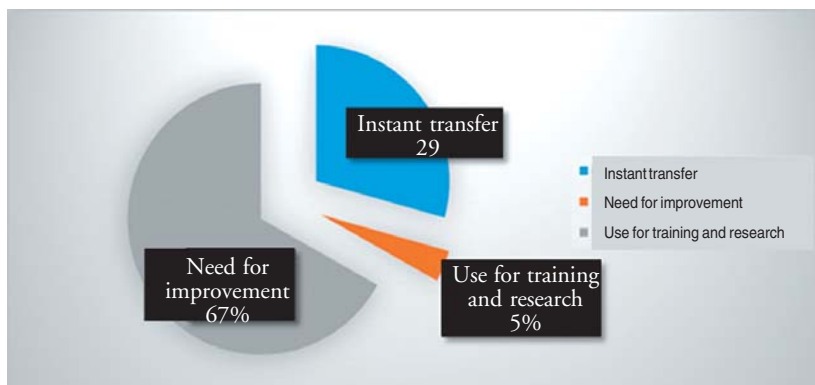 Instant transfer
29
Need for
improvement
67%
Use for training
and research
5%
Instant transfer
Need for improvement
Use for training and research